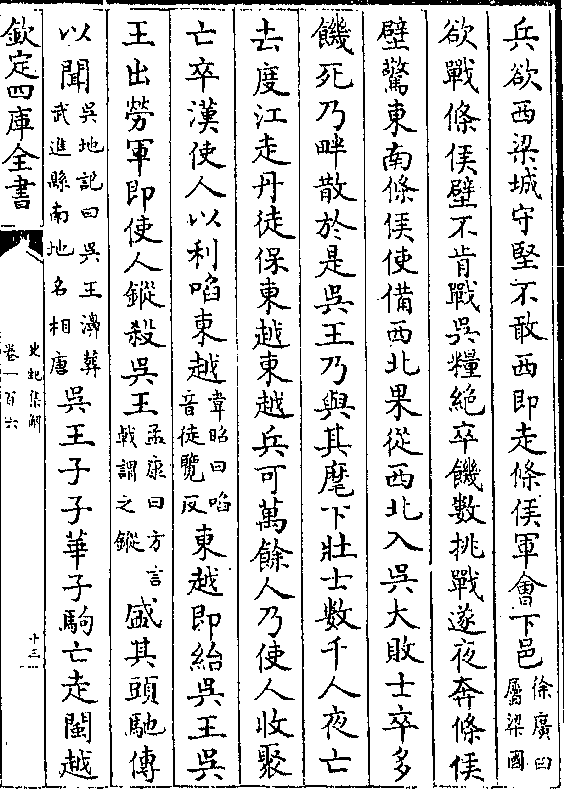 兵欲西梁城守堅不敢西即走條侯軍會下邑徐廣曰屬梁國
欲戰條侯壁不肯戰吳糧絶卒饑數挑戰遂夜奔條侯
壁驚東南條侯使備西北果從西北入吳大敗士卒多
饑死乃畔散於是吳王乃與其麾下壯士數千人夜亡
去度江走丹徒保東越東越兵可萬餘人乃使人收聚
亡卒漢使人以利啗東越韋昭曰啗音徒覽反東越即紿吳王吳
王出勞軍即使人鏦殺吳王孟康曰方言戟謂之鏦盛其頭馳傳
以聞吳地記曰吳王濞葬武進縣南地名相唐吳王子子華子駒亡走閩越
欽定四庫全書
史記集解
卷一百六
十三